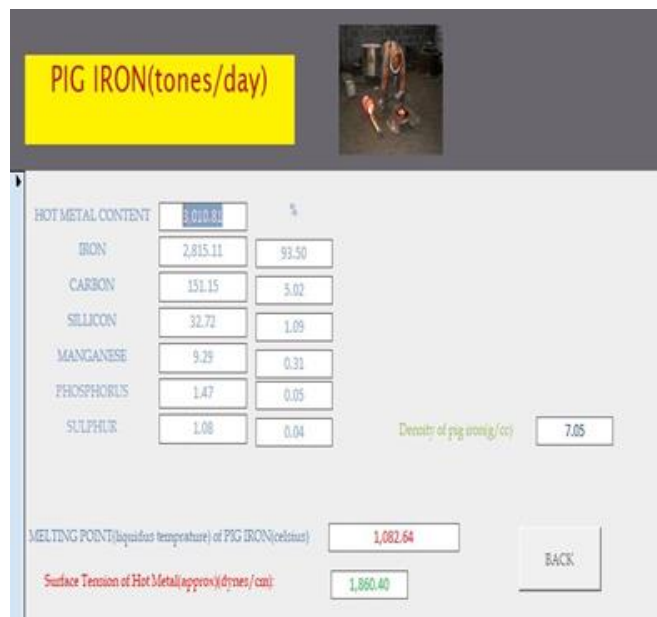 PIG IRON(tones/day)
HOT METAL CONTENT 3,010.81 %
IRON 2,815.11 93.50
CARBON 151.15 5.02
SILLICON 32.72 1.09
MANGANESE 9.29 0.31
PHOSPHORUS 1.47 0.05
SULPHUR 1.08 0.04
Density of pig iron(g/cc) 7.05
MELTING POINT(liquidus temprature) of PIG IRON(celsius) 1,082.64
BACK
Surface Tension of Hot Metal(approx)(dynes/cm): 1,860.40